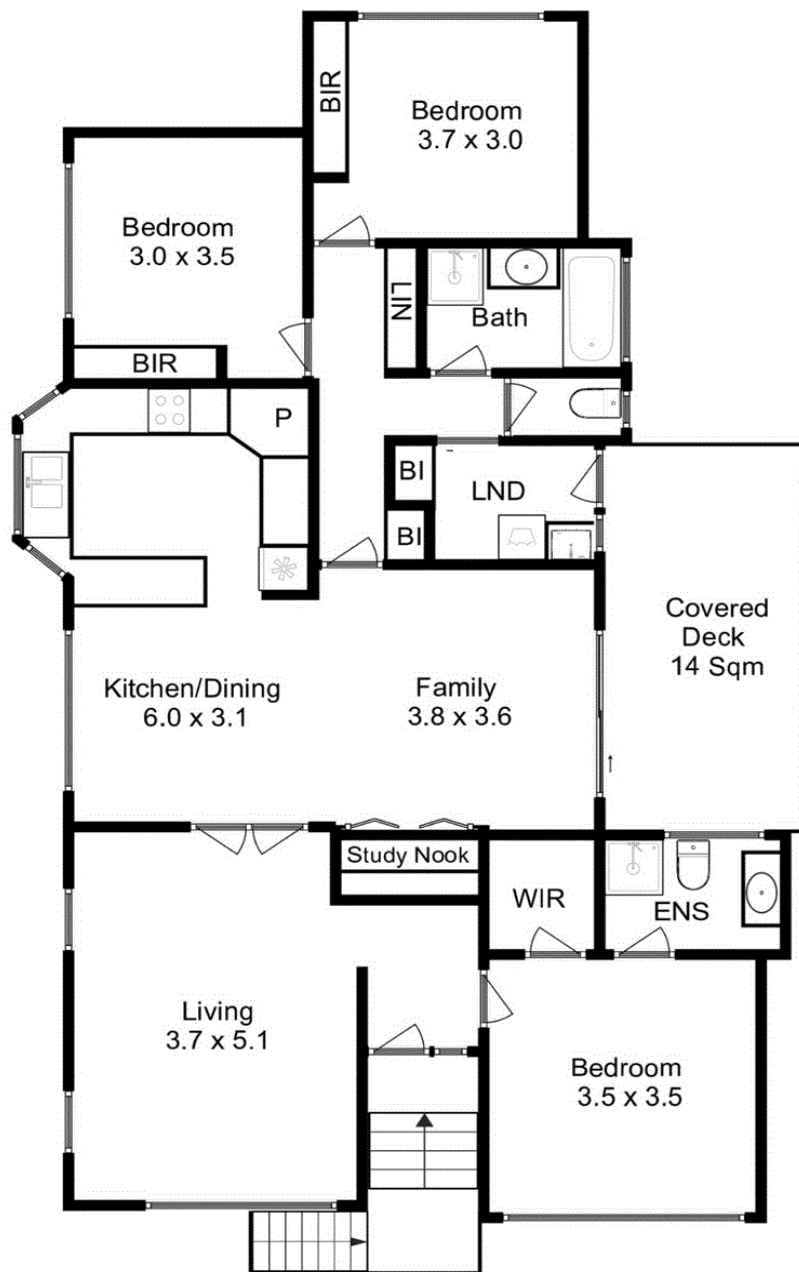 BIR
Bedroom
3.7 x 3.0
Bedroom
3.0 x 3.5
BIR
LIN
Bath
P
BI
LND
BI
Covered
Deck
14 Sqm
Kitchen/Dining
6.0 x 3.1
Family
3.8 x 3.6
Study Nook
WIR
ENS
Living
3.7 x 5.1
Bedroom
3.5 x 3.5